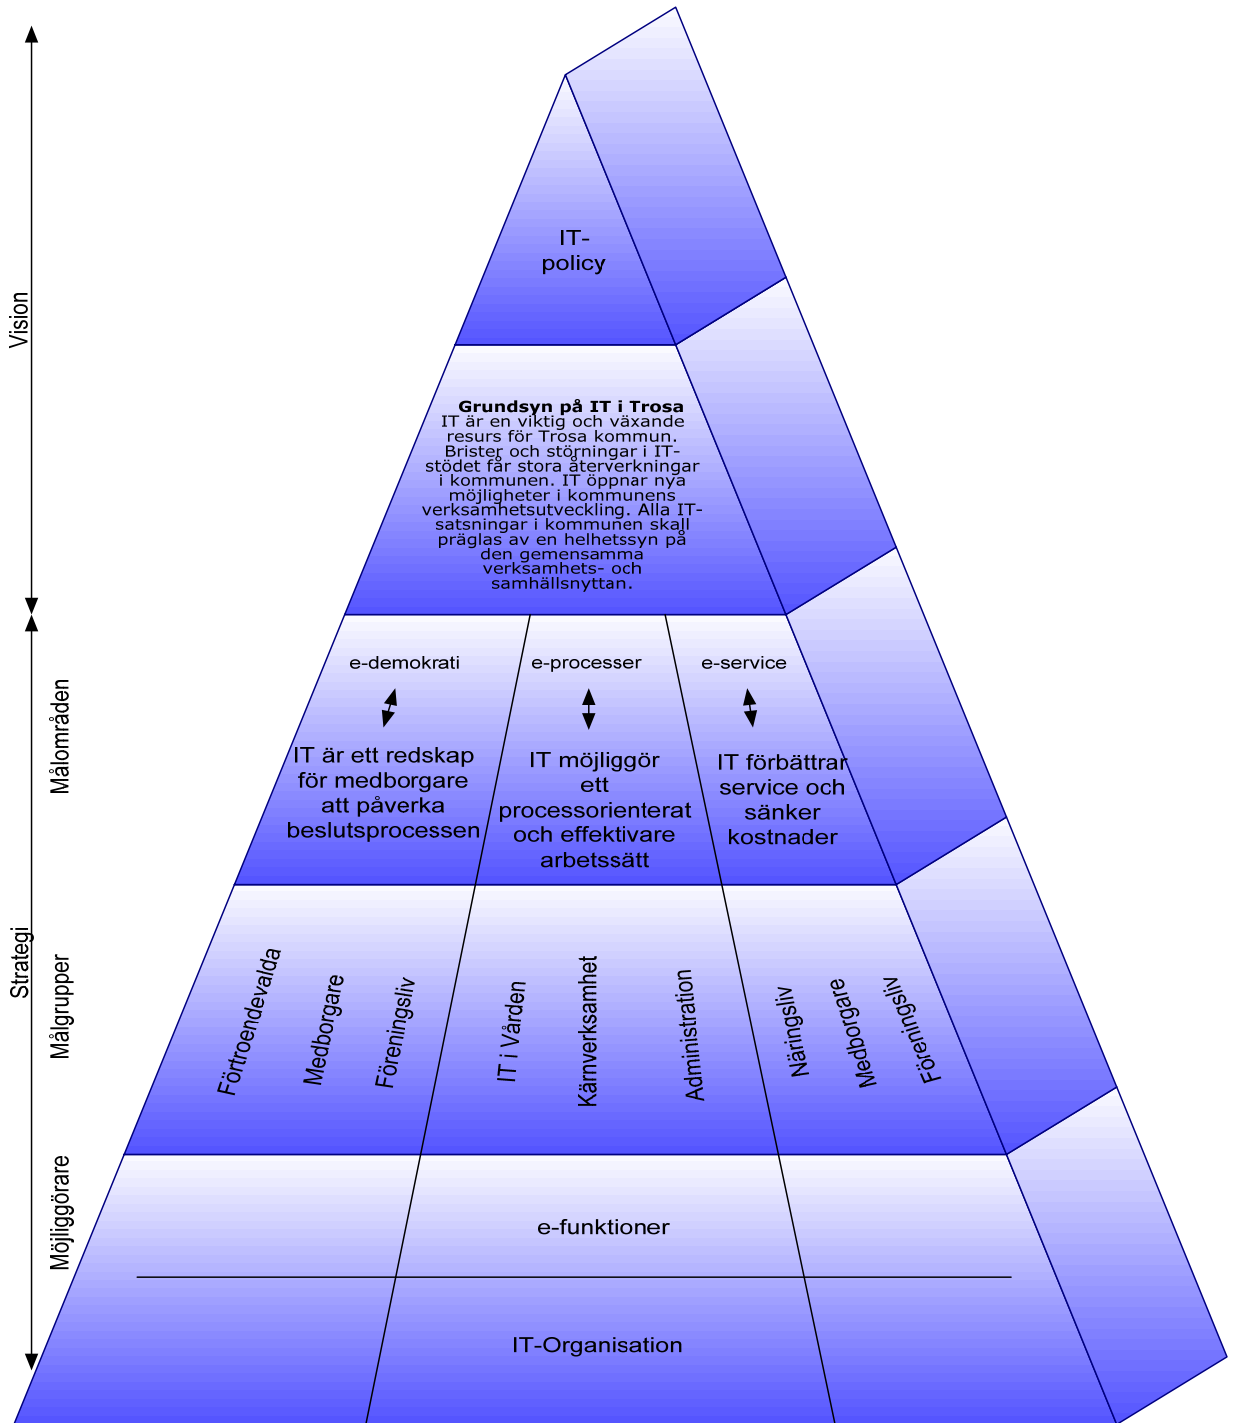 IT-
policy
Vision
Grundsyn på IT i Trosa
IT är en viktig och växande
resurs för Trosa kommun.
Brister och störningar i IT-
stödet får stora återverkningar
i kommunen. IT öppnar nya
möjligheter i kommunens
verksamhetsutveckling. Alla IT-
satsningar i kommunen skall
präglas av en helhetssyn på
den gemensamma
verksamhets- och
samhällsnyttan.
Strategi
Målområden
e-demokrati
IT är ett redskap
för medborgare
att påverka
beslutsprocessen
e-processer
IT möjliggör
ett
processorienterat
och effektivare
arbetssätt
e-service
IT förbättrar
service och
sänker
kostnader
Målgrupper
Förtroendevalda
Medborgare
Föreningsliv
IT i Vården
Kärnverksamhet
Administration
Näringsliv
Medborgare
Föreningsliv
Möjliggörare
e-funktioner
IT-Organisation